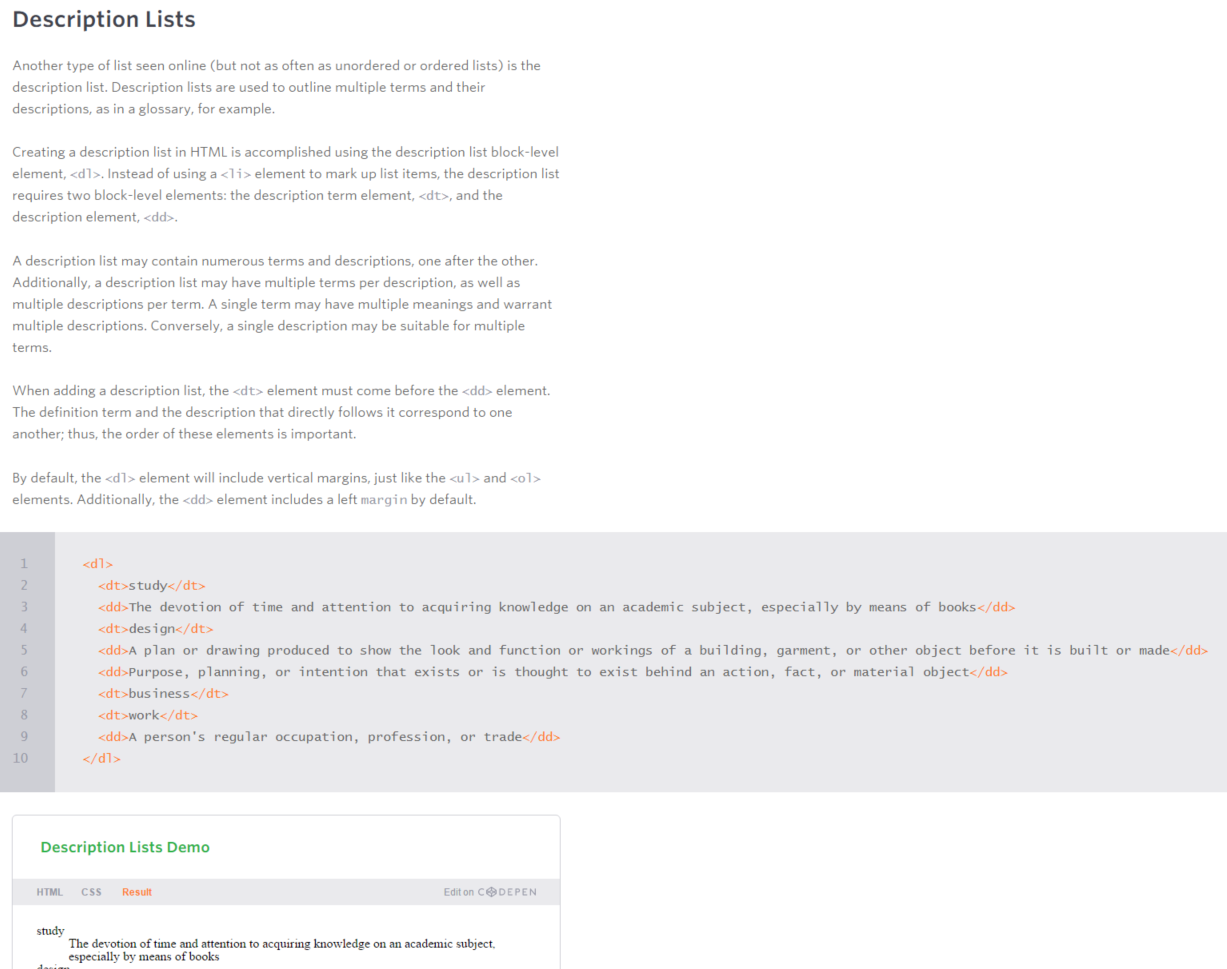 Description Lists
Another type of list seen online (but not as often as unordered or ordered lists) is the
description list. Description lists are used to outline multiple terms and their
descriptions, as in a glossary, for example.
Creating a description list in HTML is accomplished using the description list block-level
element, <dl>. Instead of using a <li> element to mark up list items, the description list
requires two block-level elements: the description term element, <dt>, and the
description element, <dd>.
A description list may contain numerous terms and descriptions, one after the other.
Additionally, a description list may have multiple terms per description, as well as
multiple descriptions per term. A single term may have multiple meanings and warrant
multiple descriptions. Conversely, a single description may be suitable for multiple
terms.
When adding a description list, the <dt> element must come before the <dd> element.
The definition term and the description that directly follows it correspond to one
another; thus, the order of these elements is important.
By default, the <dl> element will include vertical margins, just like the <ul> and <ol>
elements. Additionally, the <dd> element includes a left margin by default.
1 <dl>
2 <dt>study</dt>
3 <dd>The devotion of time and attention to acquiring knowledge on an academic subject, especially by means of books</dd>
4 <dt>design</dt>
5 <dd>A plan or drawing produced to show the look and function or workings of a building, garment, or other object before it is built or made</dd>
6 <dd>Purpose, planning, or intention that exists or is thought to exist behind an action, fact, or material object</dd>
7 <dt>business</dt>
8 <dt>work</dt>
9 <dd>A person's regular occupation, profession, or trade</dd>
10 </dl>
Description Lists Demo
HTML CSS Result Edit on CODEPEN
study
The devotion of time and attention to acquiring knowledge on an academic subject,
especially by means of books
design